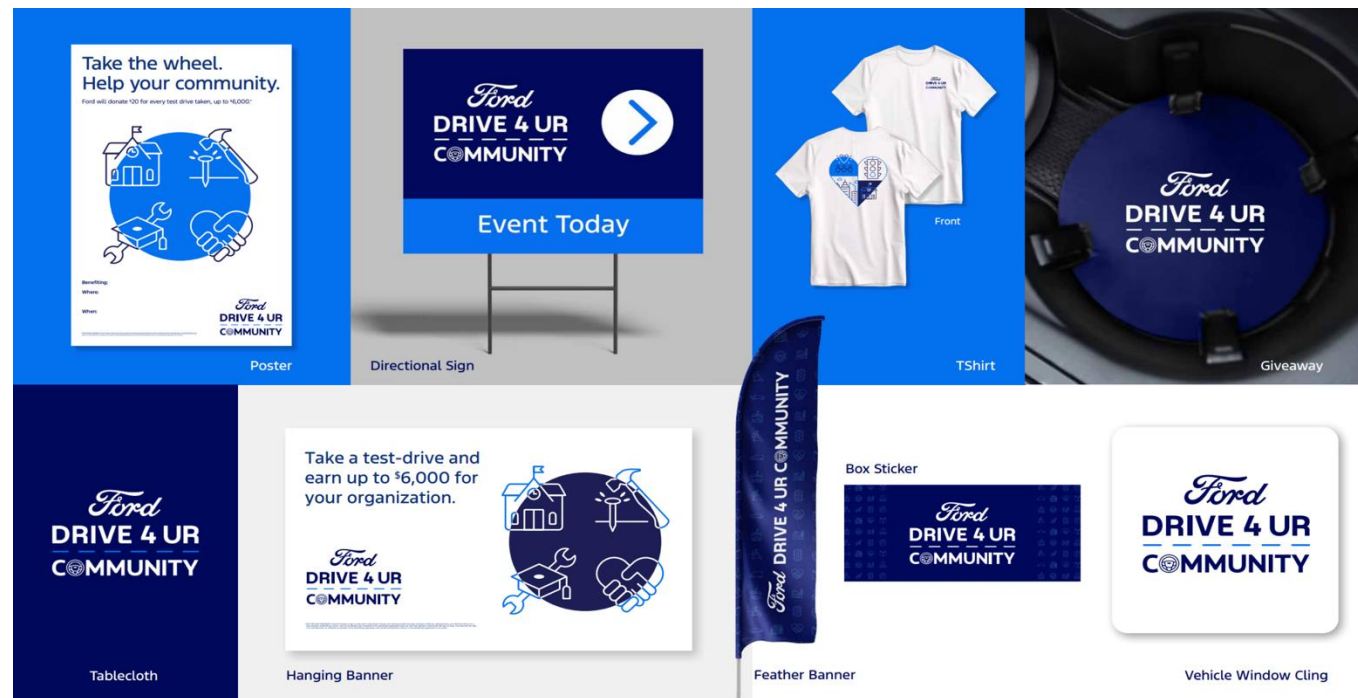 Take the wheel.
Help your community.
Ford will donate $20 for every test drive taken, up to $6,000.*
Benefiting:
Where:
When:
Ford
DRIVE 4 UR
COMMUNITY
Poster
Ford
DRIVE 4 UR
COMMUNITY
Event Today
Directional Sign
Ford
DRIVE 4 UR
COMMUNITY
Front
TShirt
Ford
DRIVE 4 UR
COMMUNITY
Giveaway
Ford
DRIVE 4 UR
COMMUNITY
Tablecloth
Take a test-drive and
earn up to $6,000 for
your organization.
Ford
DRIVE 4 UR
COMMUNITY
Hanging Banner
Ford DRIVE 4 UR COMMUNITY
Feather Banner
Box Sticker
Ford
DRIVE 4 UR
COMMUNITY
Ford
DRIVE 4 UR
COMMUNITY
Vehicle Window Cling